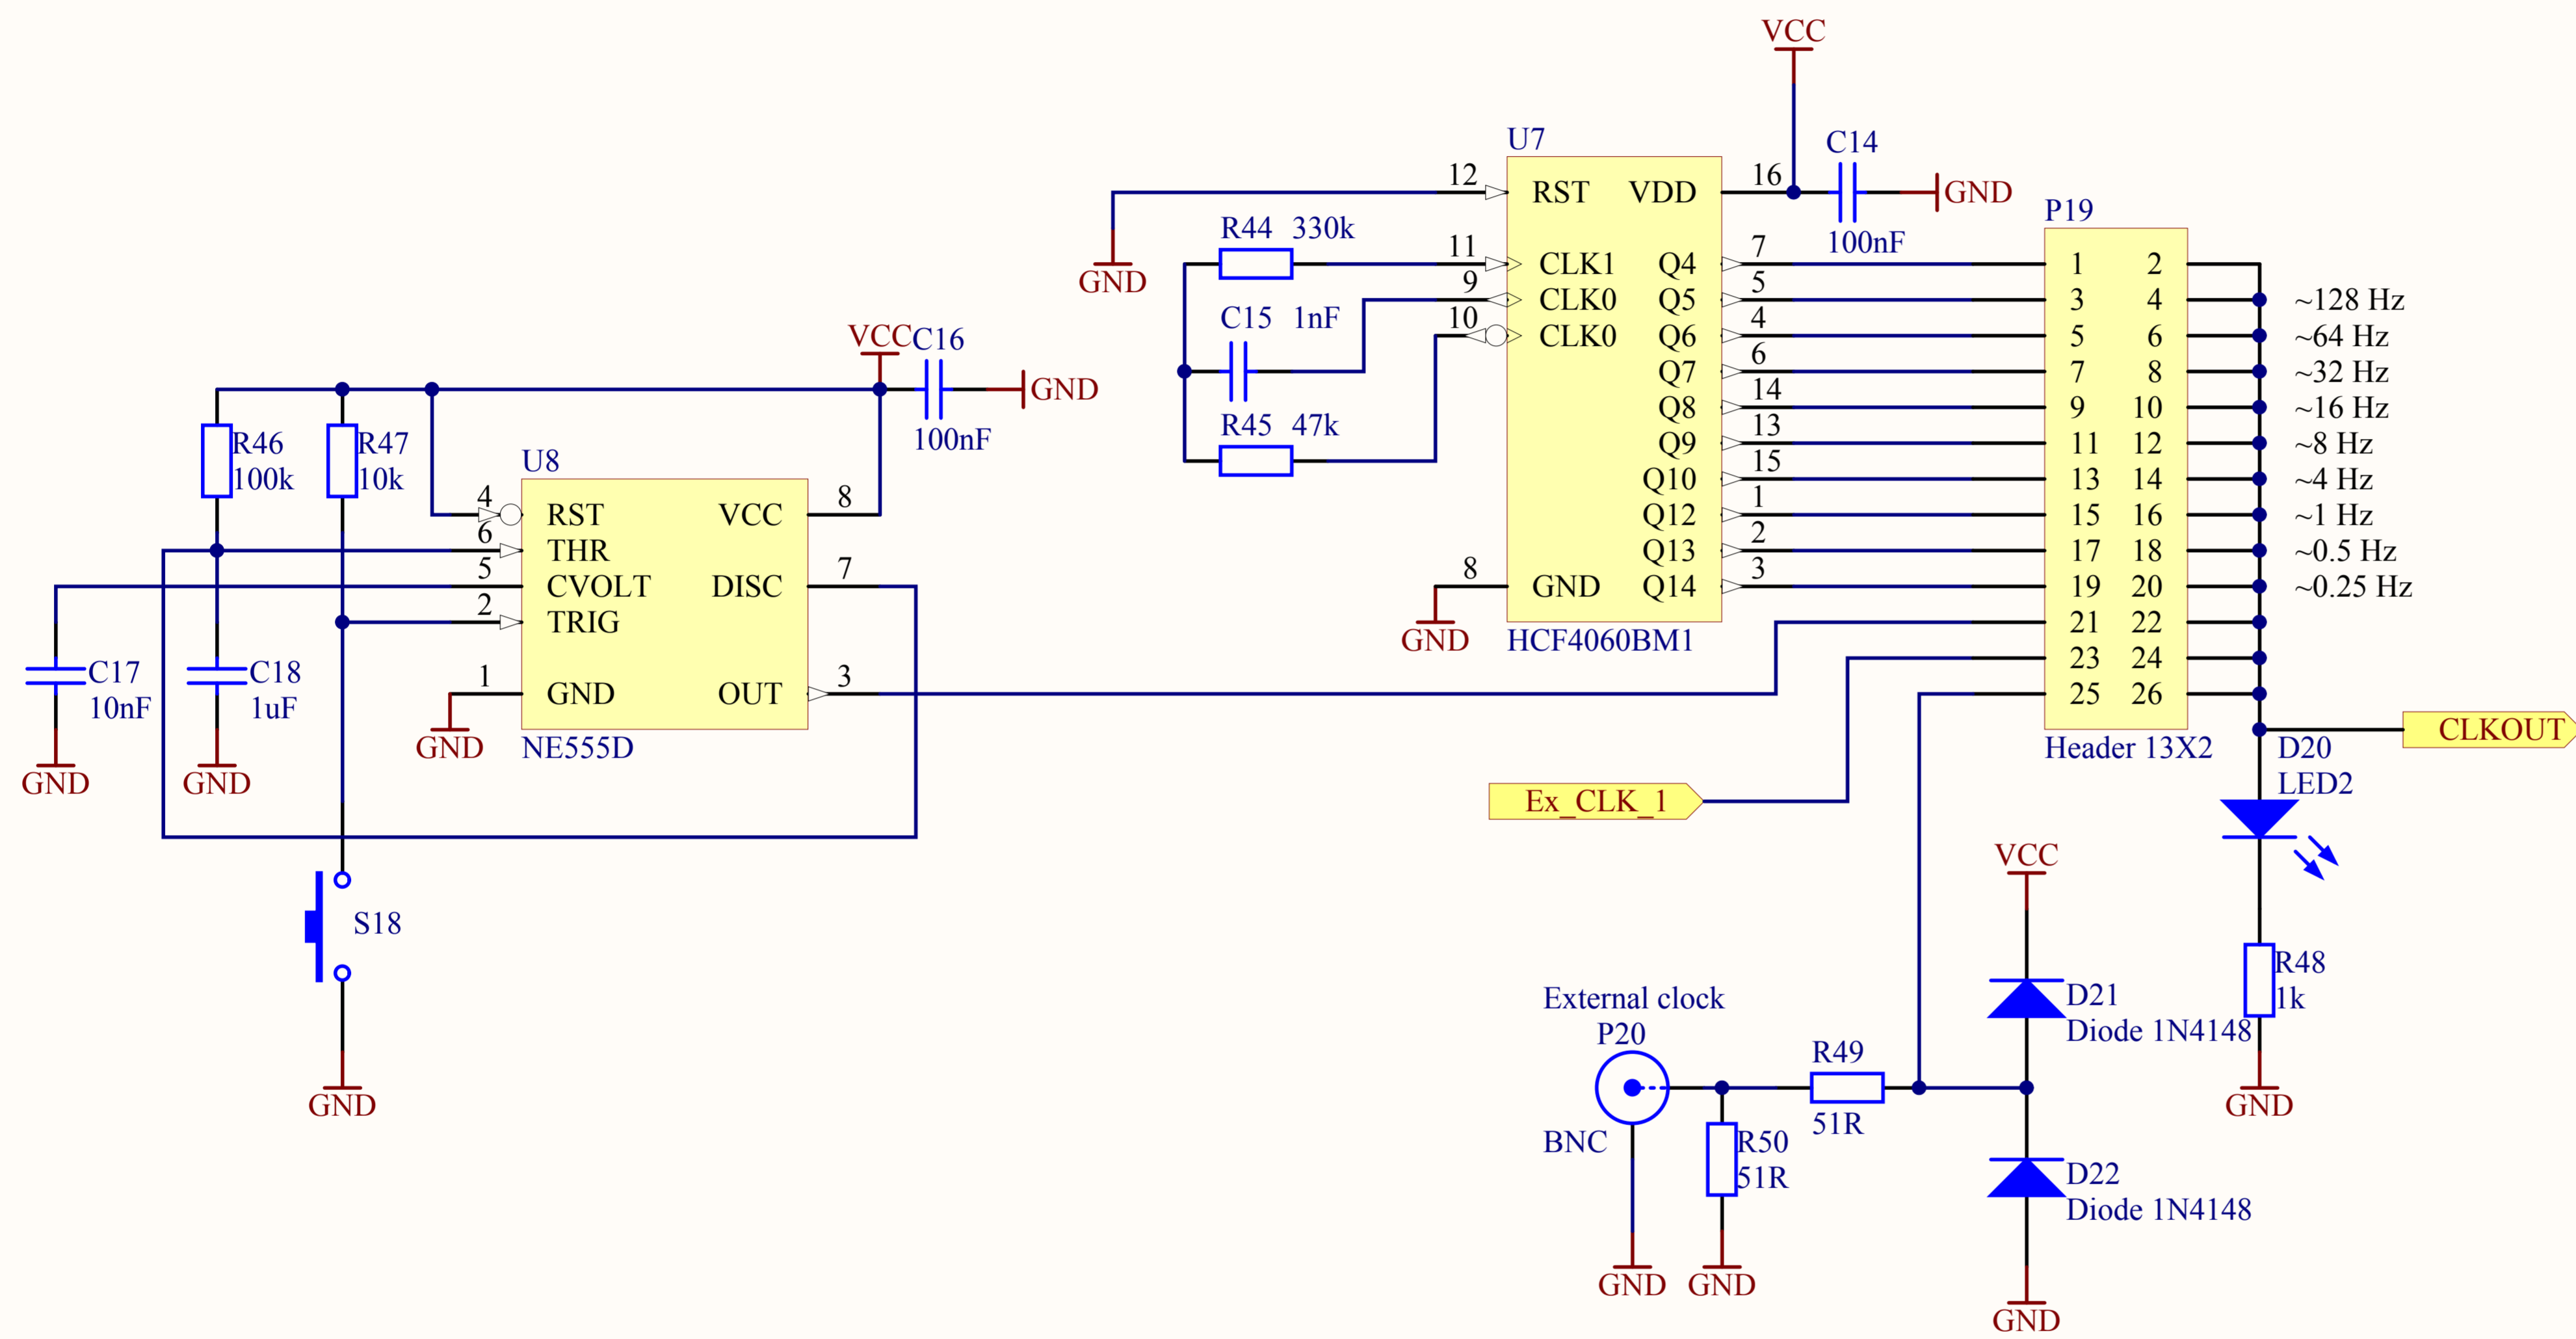 VCC
U7
C14
100nF
GND
12
RST
VDD
16
GND
R44 330k
11
CLK1
Q4
7
9
CLK0
Q5
5
C15 1nF
10
CLK0
Q6
4
Q7
6
Q8
14
R45 47k
Q9
13
Q10
15
Q12
1
Q13
2
8
GND
Q14
3
GND
HCF4060BM1
P19
1 2
3 4
5 6
7 8
9 10
11 12
13 14
15 16
17 18
19 20
21 22
23 24
25 26
Header 13X2
~128 Hz
~64 Hz
~32 Hz
~16 Hz
~8 Hz
~4 Hz
~1 Hz
~0.5 Hz
~0.25 Hz
CLKOUT
D20
LED2
R48
1k
GND
VCC
C16
100nF
GND
R46
100k
R47
10k
U8
4
RST
VCC
8
6
THR
5
CVOLT
DISC
7
2
TRIG
1
GND
OUT
3
GND
NE555D
C17
10nF
GND
C18
1uF
GND
S18
GND
Ex_CLK_1
External clock
P20
BNC
GND
R50
51R
GND
R49
51R
VCC
D21
Diode 1N4148
D22
Diode 1N4148
GND